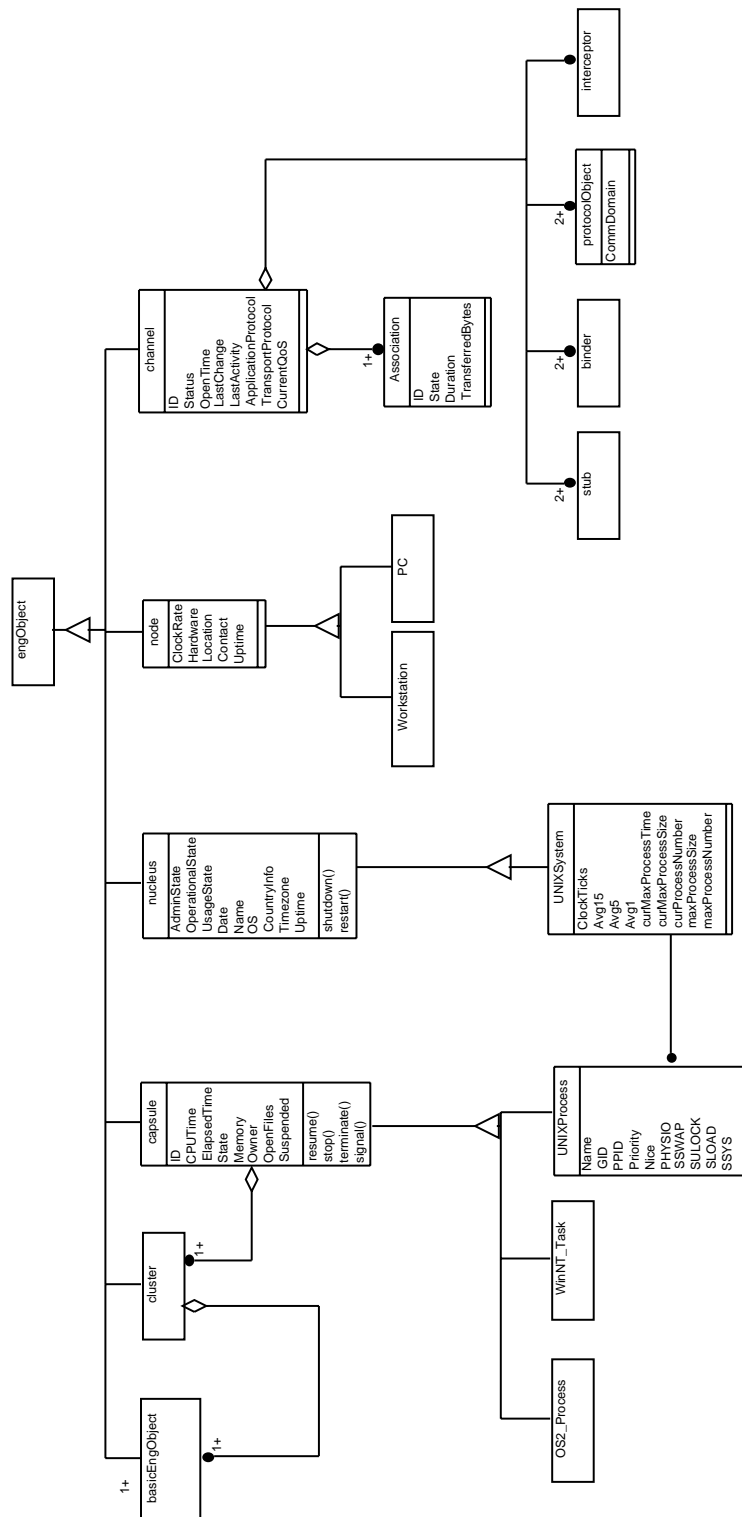 engObject
1+
basicEngObject
1+
cluster
1+
capsule
ID
CPUTime
ElapsedTime
State
Memory
Owner
OpenFiles
Suspended
resume()
stop()
terminate()
signal()
nucleus
AdminState
OperationalState
UsageState
Date
Name
OS
CountryInfo
Timezone
Uptime
shutdown()
restart()
node
ClockRate
Hardware
Location
Contact
Uptime
channel
ID
Status
OpenTime
LastChange
LastActivity
ApplicationProtocol
TransportProtocol
CurrentQoS
1+
Association
ID
State
Duration
TransferredBytes
Workstation
PC
OS2_Process
WinNT_Task
UNIXProcess
Name
GID
PPID
Priority
Nice
PHYSIO
SSWAP
SULOCK
SLOAD
SSYS
UNIXSystem
ClockTicks
Avg15
Avg5
Avg1
curMaxProcessTime
curMaxProcessSize
curProcessNumber
maxProcessSize
maxProcessNumber
2+
stub
2+
binder
2+
protocolObject
CommDomain
interceptor